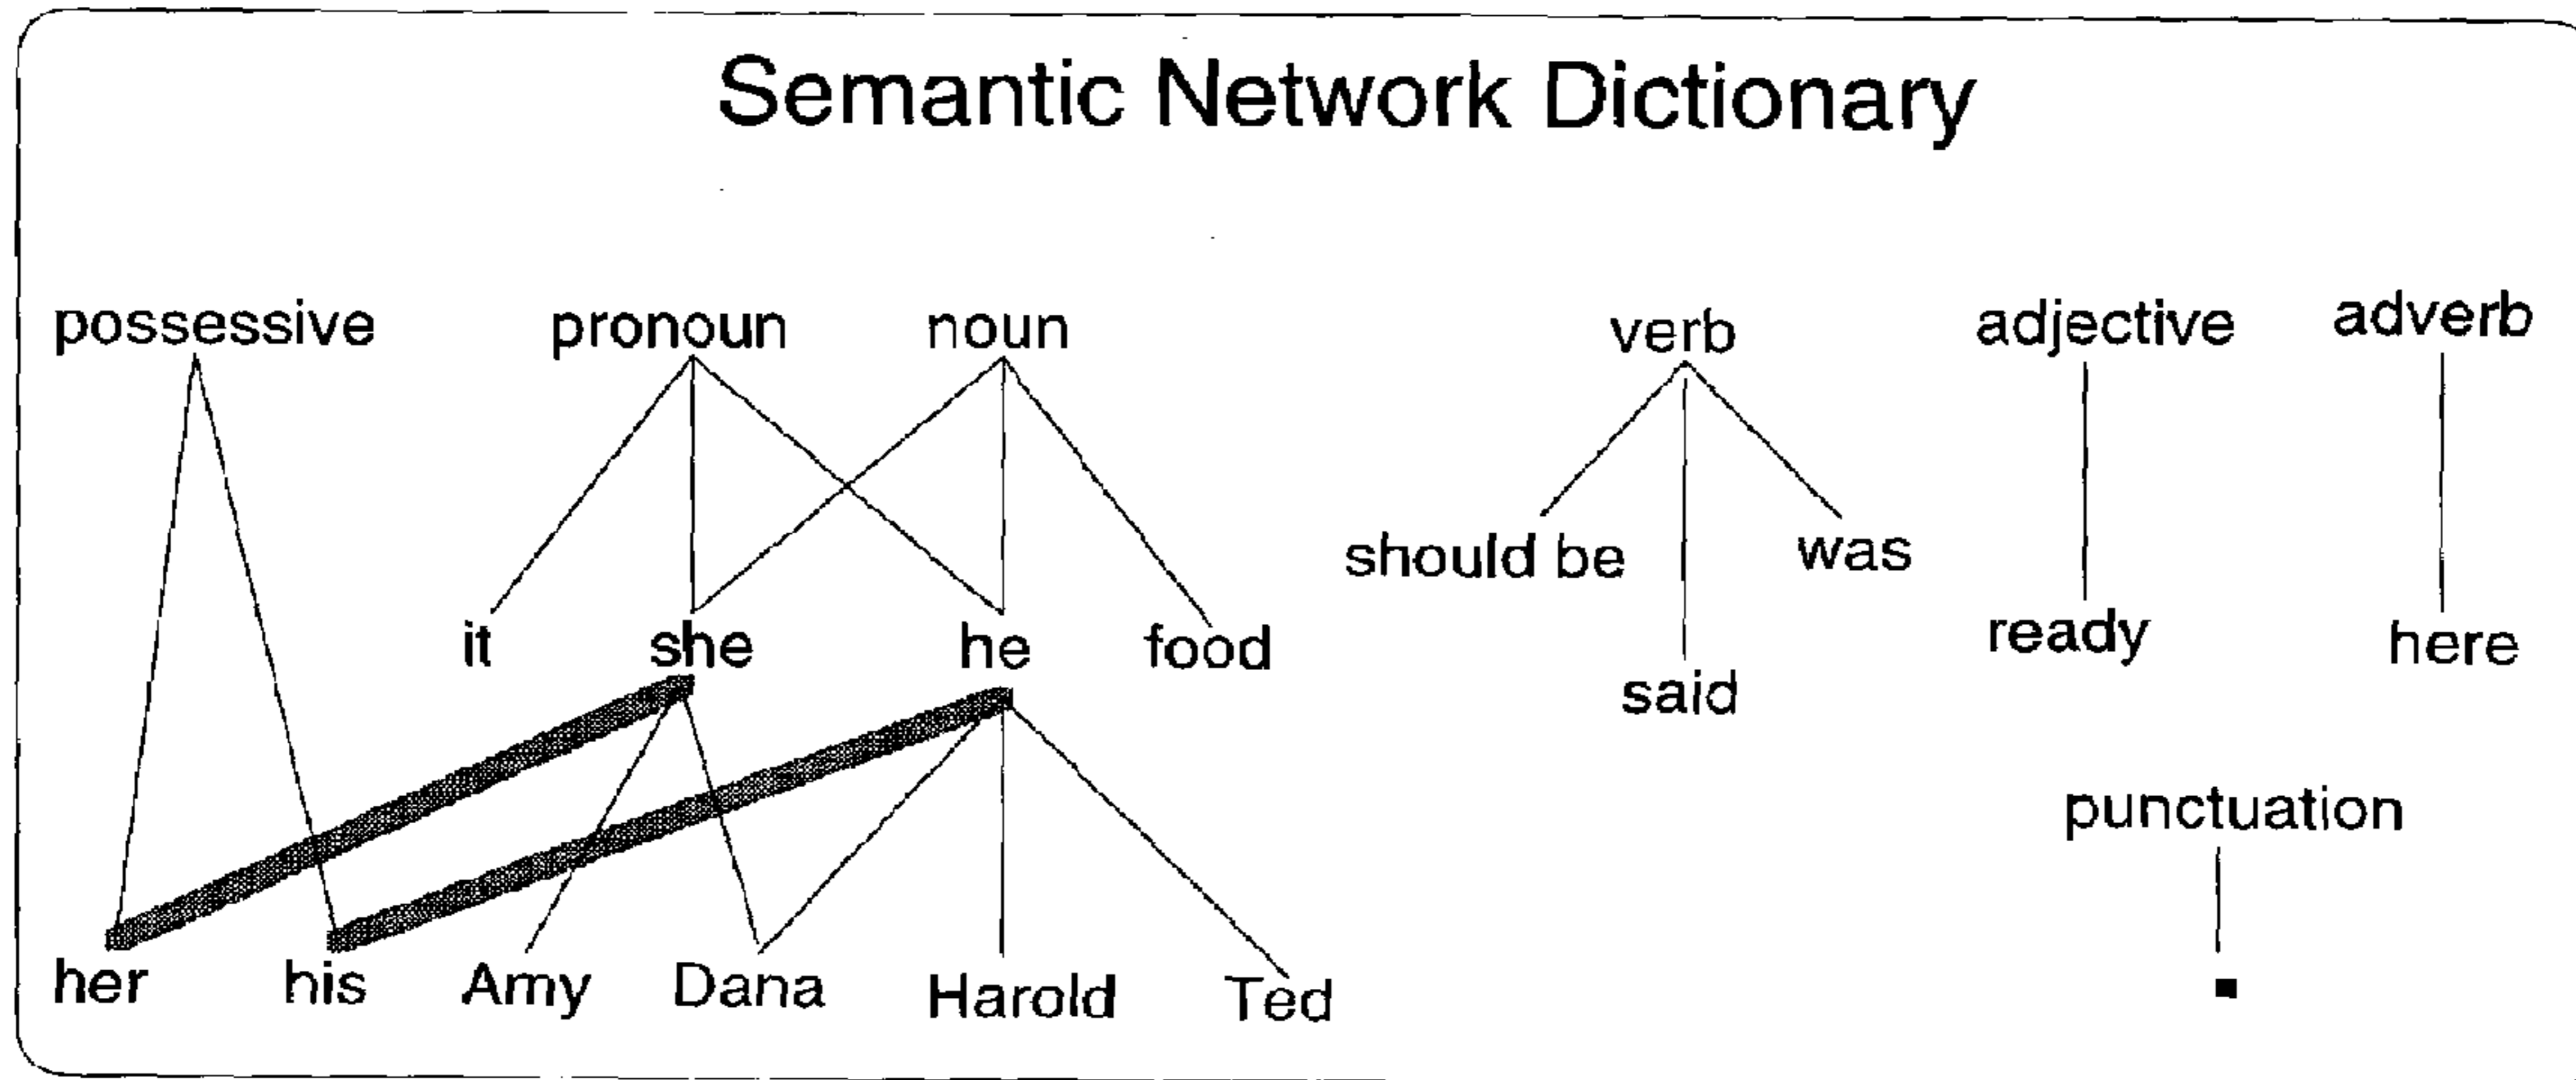 Semantic Network Dictionary
possessive pronoun noun verb adjective adverb
it she he food should be was ready here
said
punctuation
her his Amy Dana Harold Ted .